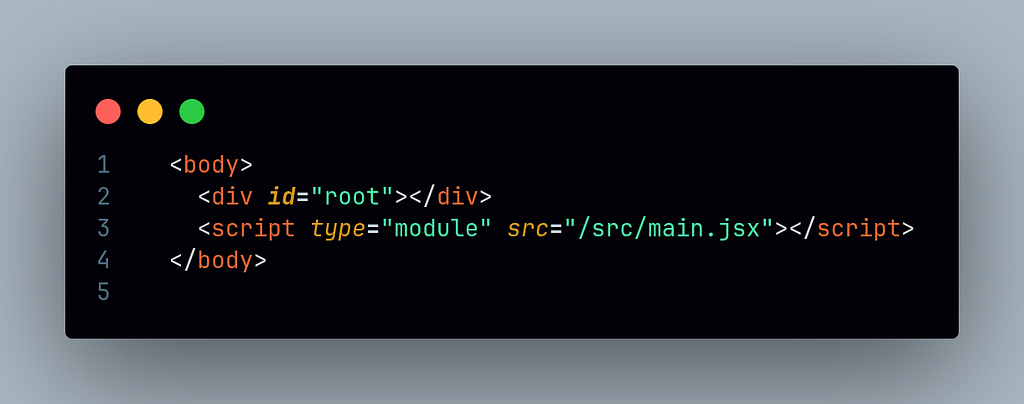 1 <body>
2 <div id="root"></div>
3 <script type="module" src="/src/main.jsx"></script>
4 </body>
5